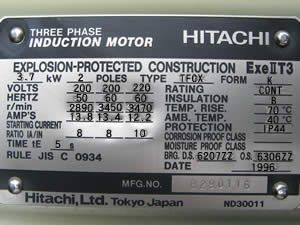 THREE PHASE
INDUCTION MOTOR
HITACHI
EXPLOSION-PROTECTED CONSTRUCTION ExeⅡT3
3.7 kW 2 POLES TYPE TFOX FORM K
VOLTS 200 200 220 RATING CONT
HERTZ 50 60 60 INSULATION B
r/min 2890 3450 3470 TEMP. RISE. 70 °C
AMP'S 13.8 13.4 12.2 AMB. TEMP. 40 °C
STARTING CURRENT PROTECTION IP44
RATIO IA/IN 8 8 10 CORROSION PROOF CLASS
TIME tE 5 s MOISTURE PROOF CLASS
RULE JIS C 0934 BRG. D.S. 6207ZZ O.S. 6306ZZ
DATE 1996
MFG.NO. 8280116
Hitachi, Ltd. Tokyo Japan ND30011